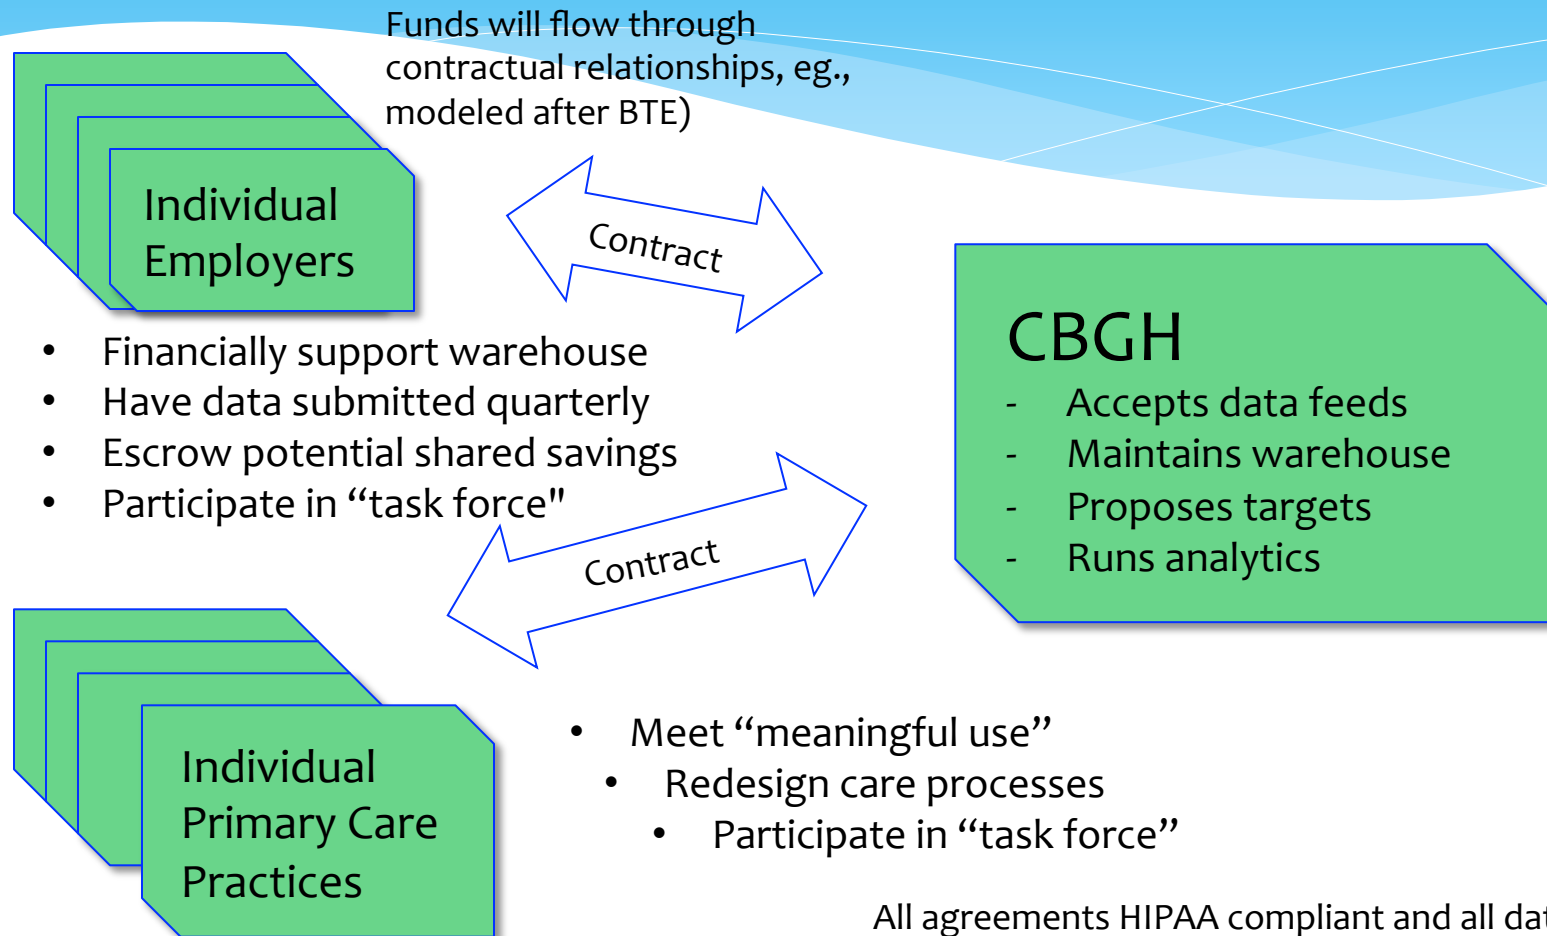 Funds will flow through
contractual relationships, eg.,
modeled after BTE)
Individual
Employers
Contract
• Financially support warehouse
• Have data submitted quarterly
• Escrow potential shared savings
• Participate in “task force"
CBGH
- Accepts data feeds
- Maintains warehouse
- Proposes targets
- Runs analytics
Contract
Individual
Primary Care
Practices
• Meet “meaningful use”
• Redesign care processes
• Participate in “task force”
All agreements HIPAA compliant and all